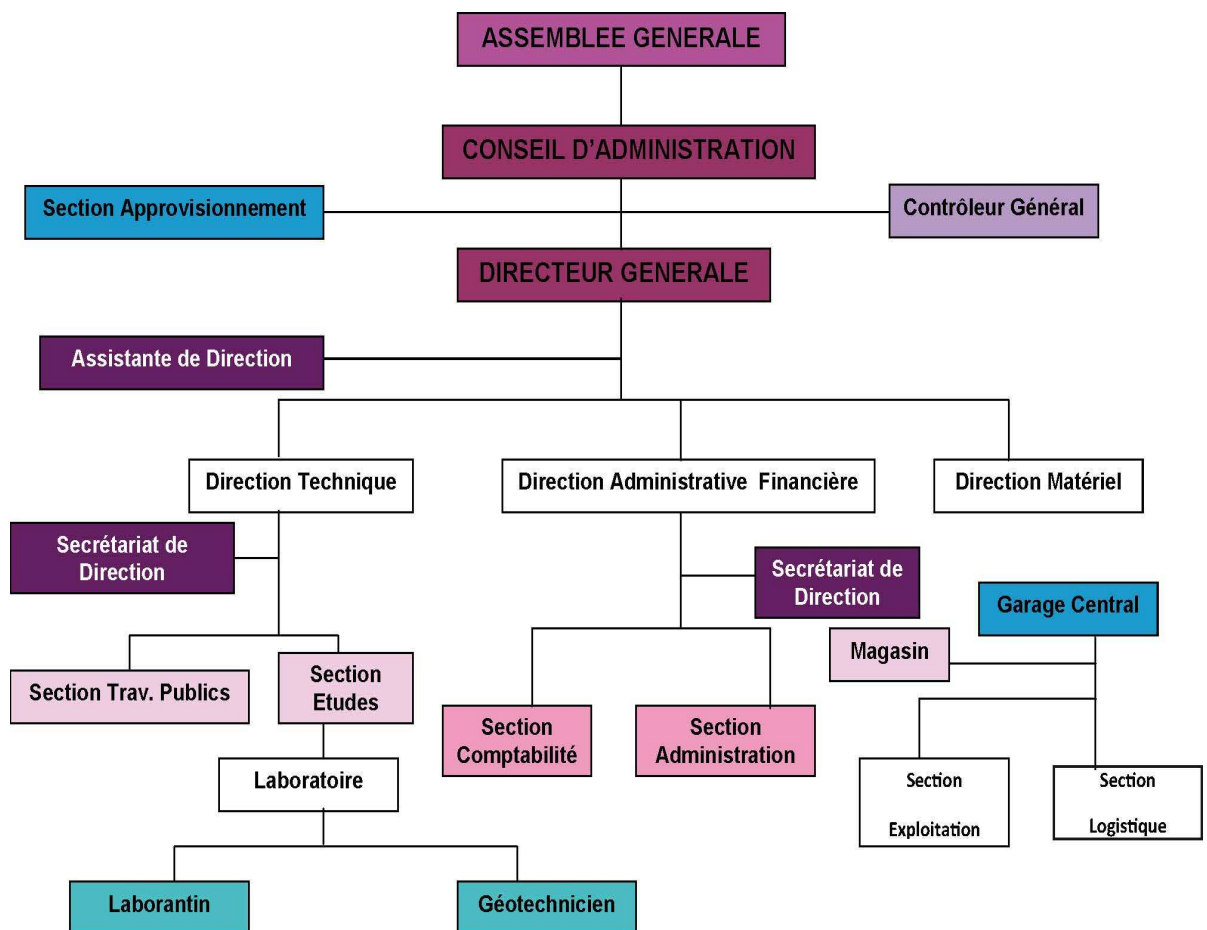 ASSEMBLEE GENERALE
CONSEIL D’ADMINISTRATION
Section Approvisionnement
Contrôleur Général
DIRECTEUR GENERALE
Assistante de Direction
Direction Technique
Direction Administrative Financière
Direction Matériel
Secrétariat de
Direction
Secrétariat de
Direction
Garage Central
Magasin
Section Trav. Publics
Section
Etudes
Section
Comptabilité
Section
Administration
Laboratoire
Section
Exploitation
Section
Logistique
Laborantin
Géotechnicien